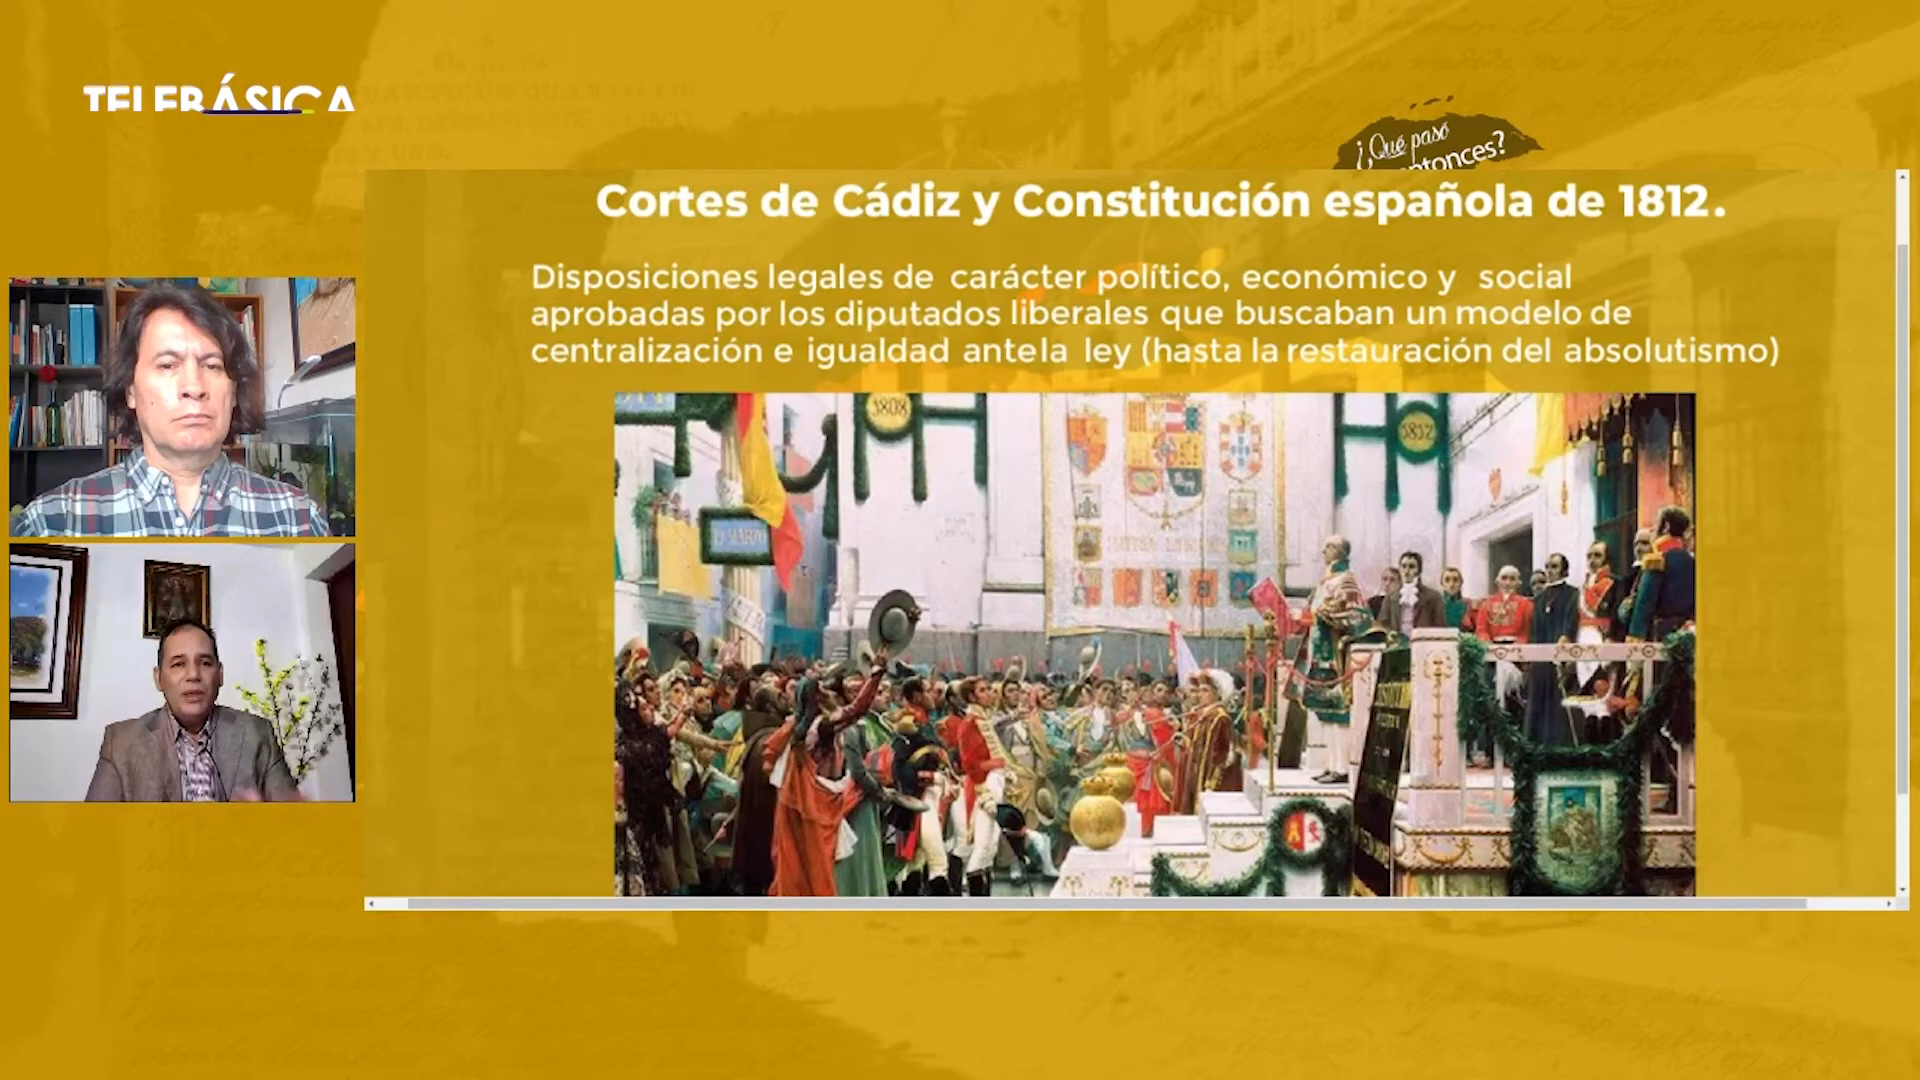 TELEBÁSICA
¿Qué pasó
entonces?
Cortes de Cádiz y Constitución española de 1812.
Disposiciones legales de carácter político, económico y social
aprobadas por los diputados liberales que buscaban un modelo de
centralización e igualdad ante la ley (hasta la restauración del absolutismo)
1808
1812
19 MARZO